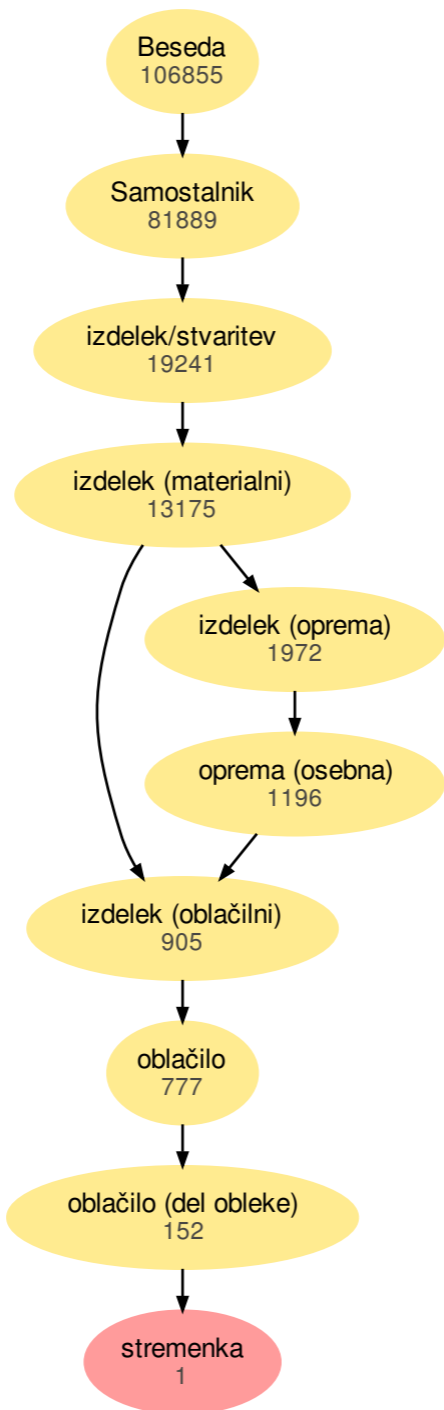 Beseda
106855
Samostalnik
81889
izdelek/stvaritev
19241
izdelek (materialni)
13175
izdelek (oprema)
1972
oprema (osebna)
1196
izdelek (oblačilni)
905
oblačilo
777
oblačilo (del obleke)
152
stremenka
1